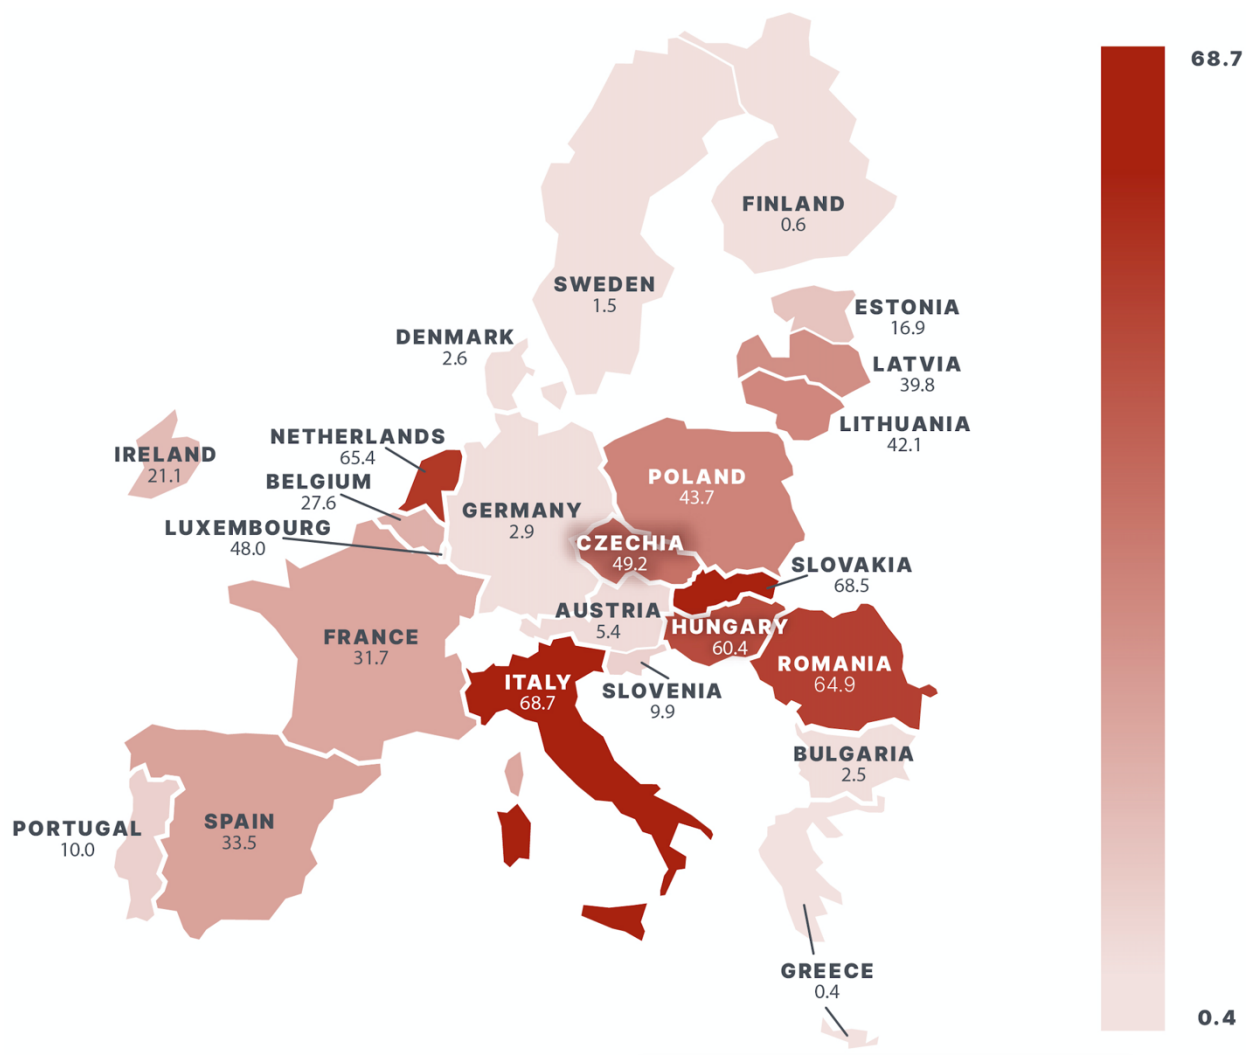 68.7
FINLAND
0.6
SWEDEN
1.5
ESTONIA
16.9
DENMARK
2.6
LATVIA
39.8
LITHUANIA
42.1
NETHERLANDS
65.4
IRELAND
21.1
BELGIUM
27.6
POLAND
43.7
GERMANY
2.9
LUXEMBOURG
48.0
CZECHIA
49.2
SLOVAKIA
68.5
AUSTRIA
5.4
HUNGARY
60.4
FRANCE
31.7
ROMANIA
64.9
ITALY
68.7
SLOVENIA
9.9
BULGARIA
2.5
SPAIN
33.5
PORTUGAL
10.0
GREECE
0.4
0.4